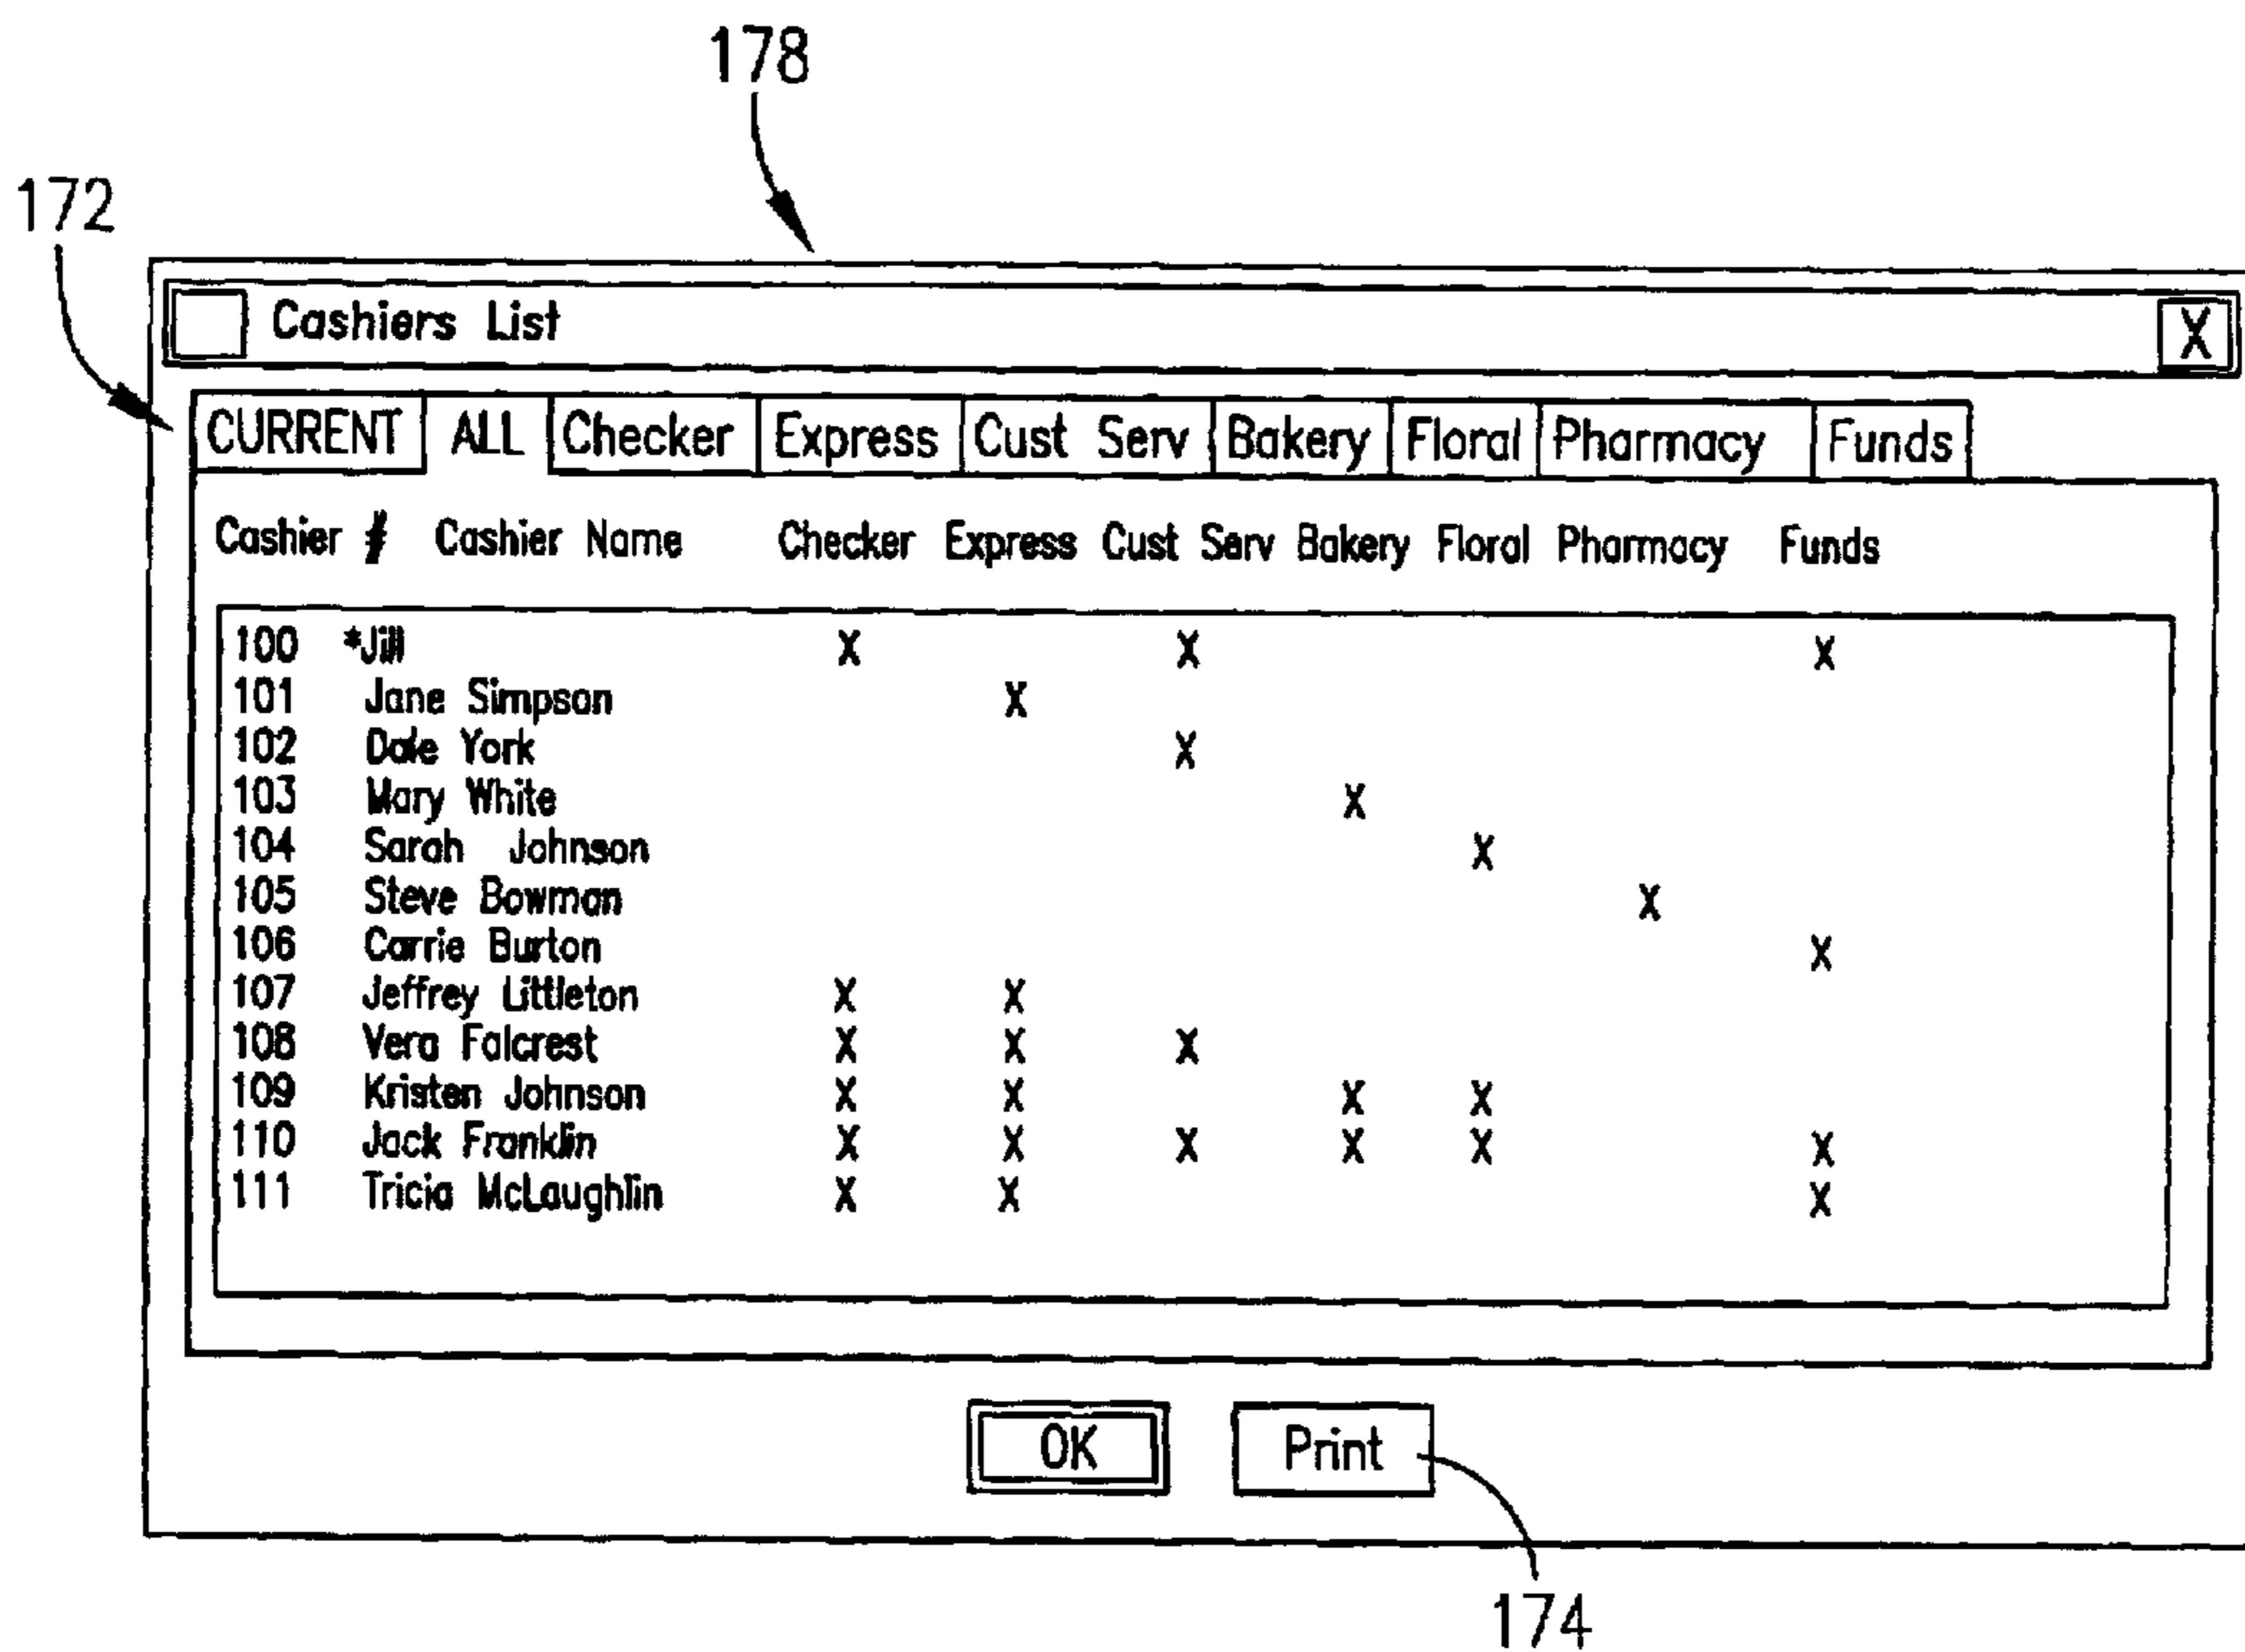 178
172
Cashiers List X
CURRENT ALL Checker Express Cust Serv Bakery Floral Pharmacy Funds
Cashier # Cashier Name Checker Express Cust Serv Bakery Floral Pharmacy Funds
100 *Jill X X X
101 Jane Simpson X
102 Dale York X
103 Mary White X
104 Sarah Johnson X
105 Steve Bowman X
106 Carrie Burton X
107 Jeffrey Littleton X X
108 Vera Falcrest X X X
109 Kristen Johnson X X X X
110 Jack Franklin X X X X X X
111 Tricia McLaughlin X X X
OK Print
174